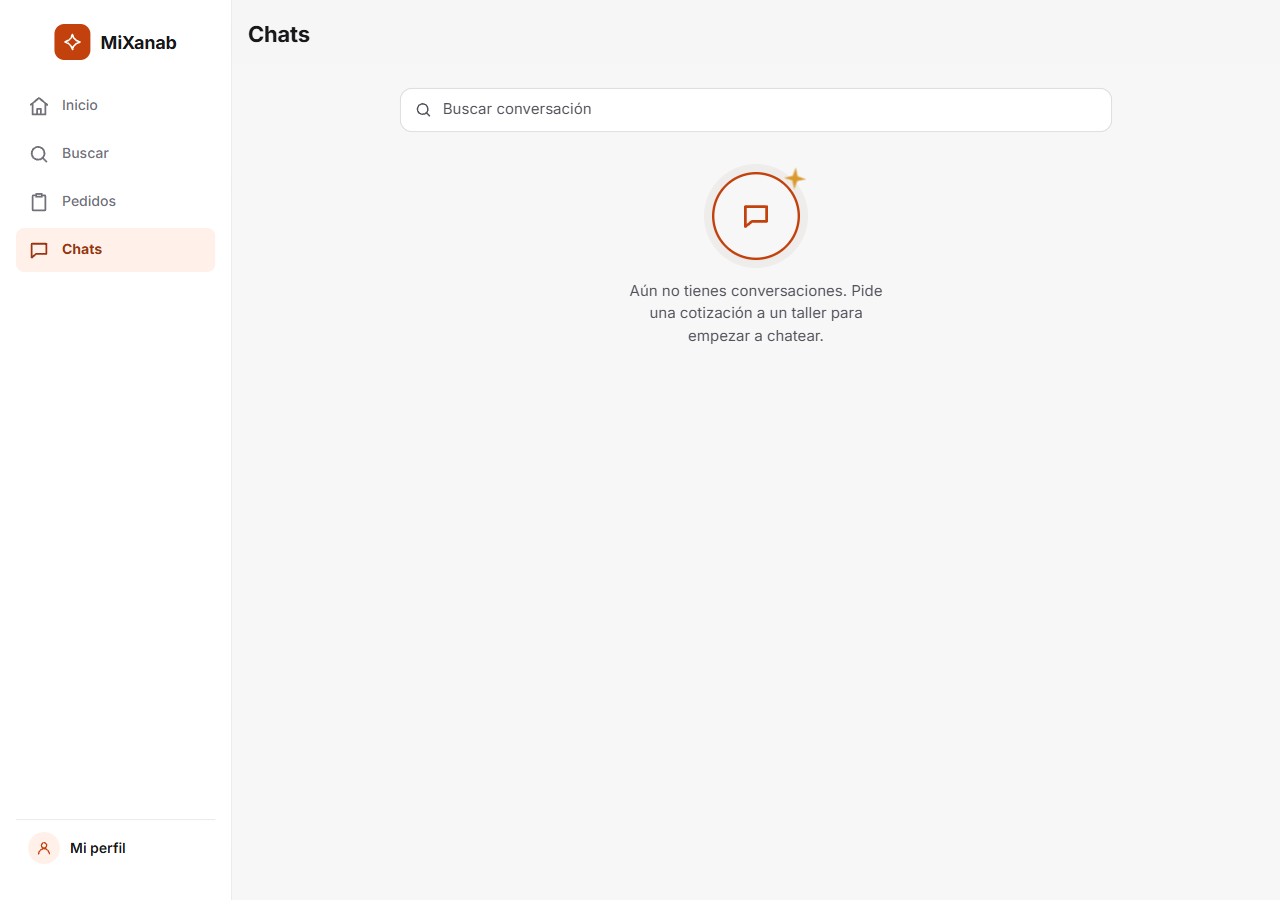 MiXanab
Inicio
Buscar
Pedidos
Chats
Mi perfil
Chats
Buscar conversación
Aún no tienes conversaciones. Pide
una cotización a un taller para
empezar a chatear.